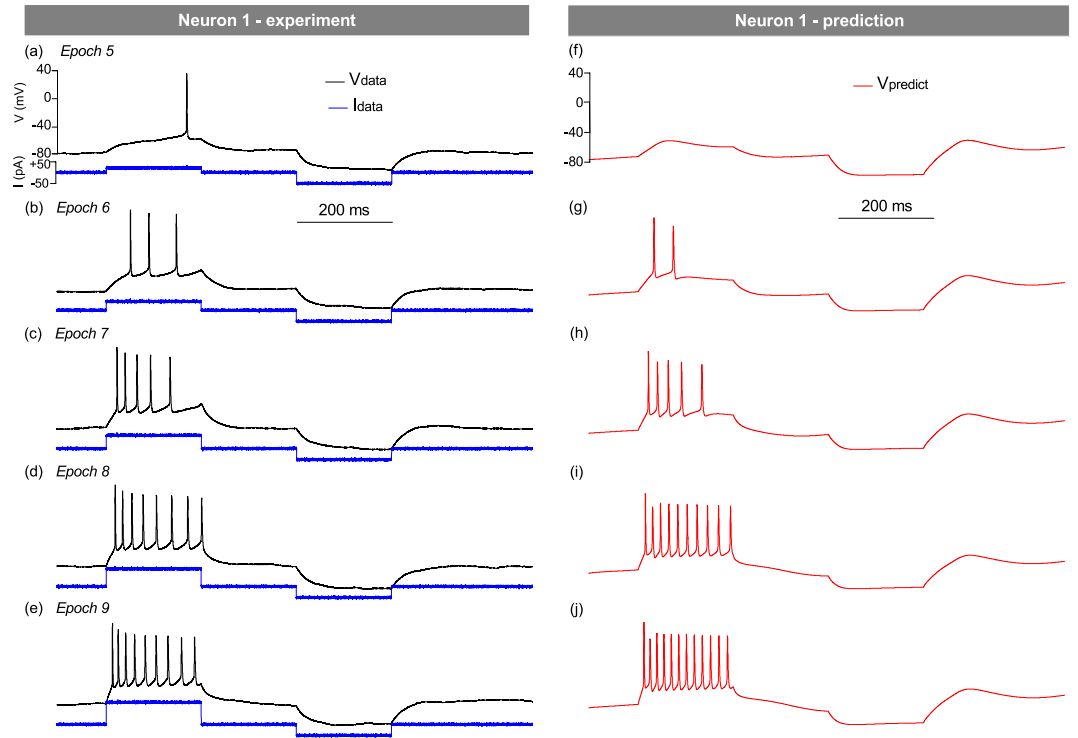 Neuron 1 - experiment
Neuron 1 - prediction
(a) Epoch 5
(f)
40
0
-40
-80
V (mV)
+50
-50
I (pA)
Vdata
Idata
40
0
-40
-80
Vpredict
(b) Epoch 6
200 ms
(g)
200 ms
(c) Epoch 7
(h)
(d) Epoch 8
(i)
(e) Epoch 9
(j)